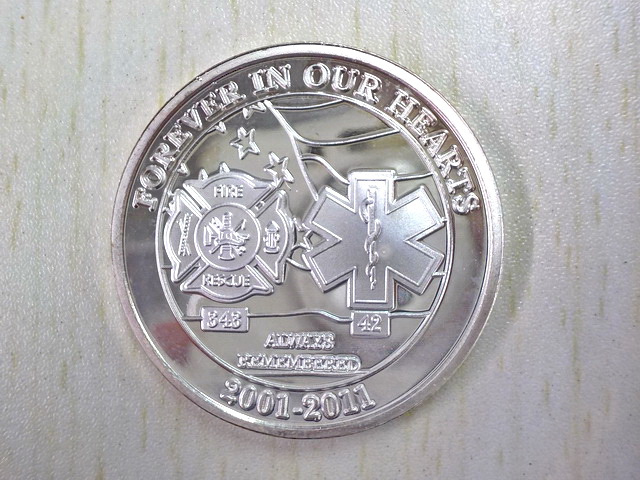 FOREVER IN OUR HEARTS
FIRE
RESCUE
343
42
ALWAYS
REMEMBERED
2001-2011